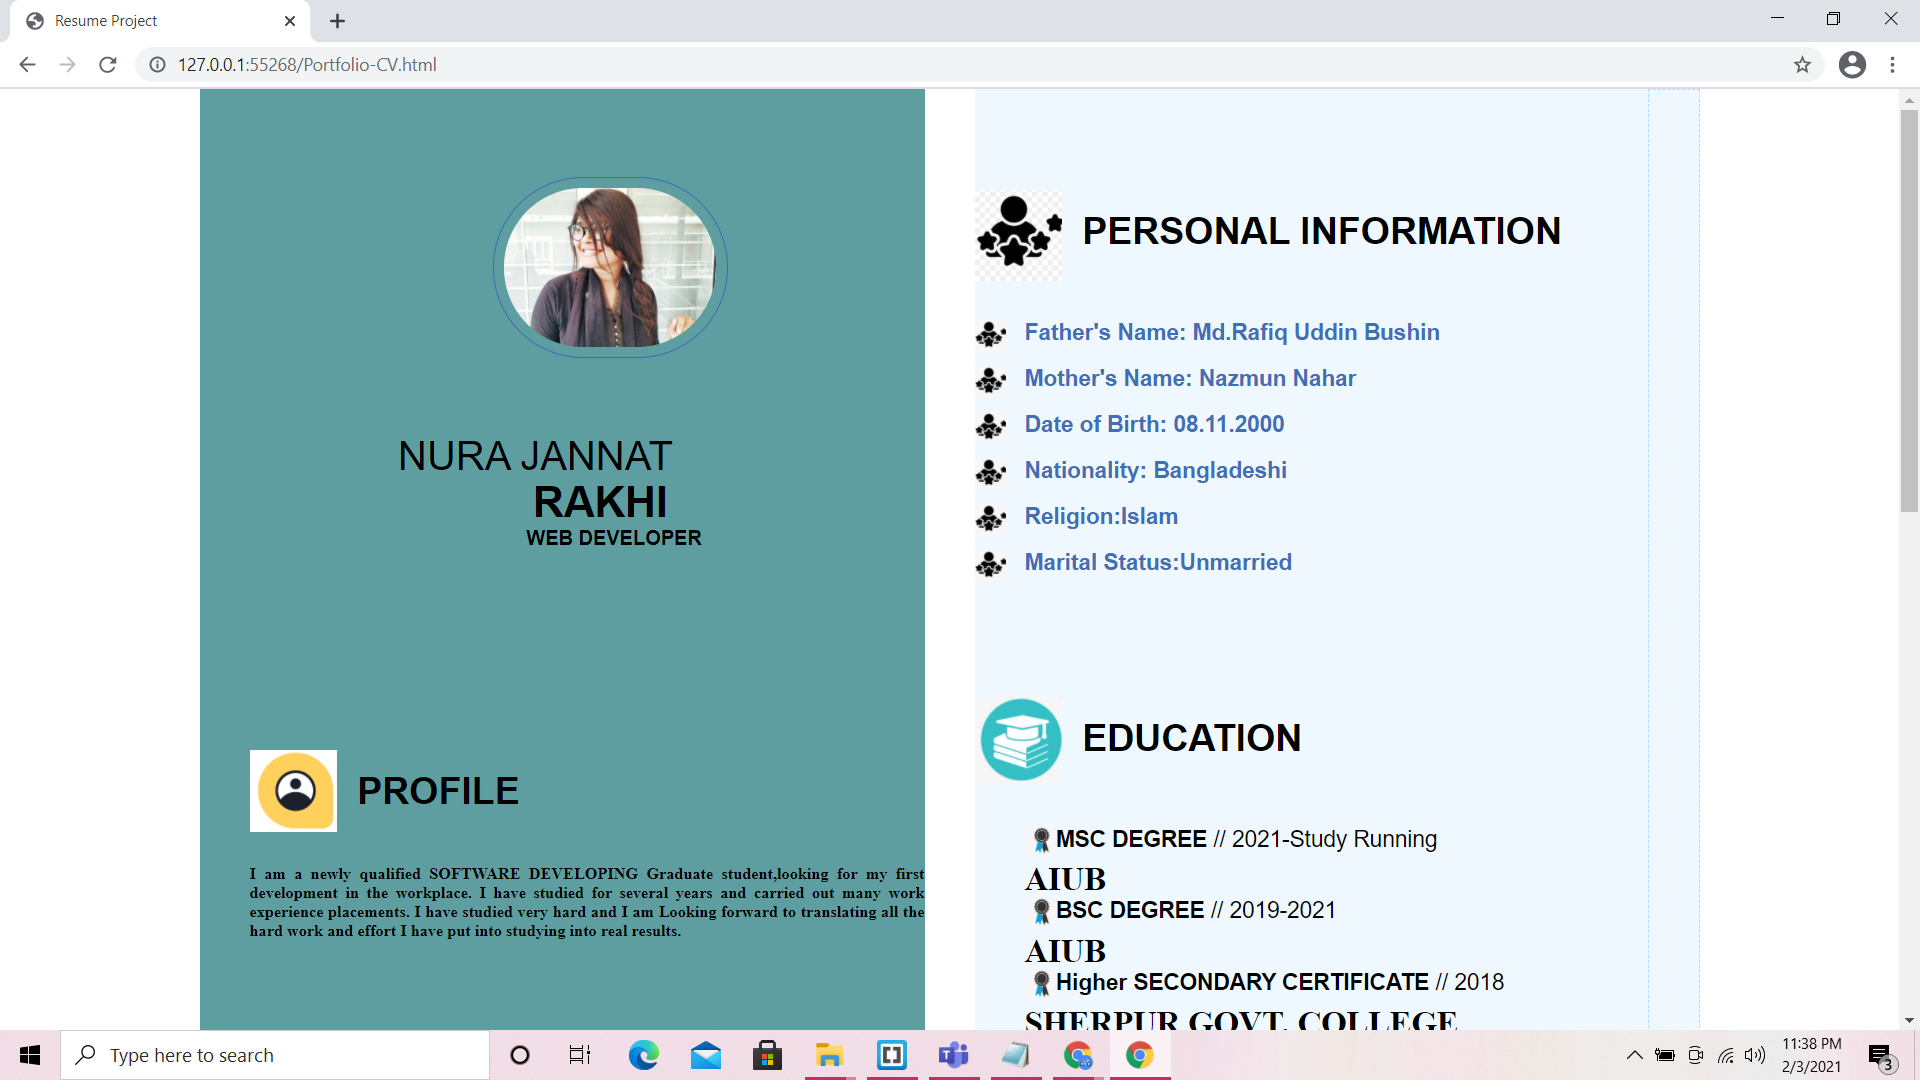 Resume Project
127.0.0.1:55268/Portfolio-CV.html
NURA JANNAT
RAKHI
WEB DEVELOPER
PROFILE
I am a newly qualified SOFTWARE DEVELOPING Graduate student,looking for my first
development in the workplace. I have studied for several years and carried out many work
experience placements. I have studied very hard and I am Looking forward to translating all the
hard work and effort I have put into studying into real results.
PERSONAL INFORMATION
Father's Name: Md.Rafiq Uddin Bushin
Mother's Name: Nazmun Nahar
Date of Birth: 08.11.2000
Nationality: Bangladeshi
Religion:Islam
Marital Status:Unmarried
EDUCATION
MSC DEGREE // 2021-Study Running
AIUB
BSC DEGREE // 2019-2021
AIUB
Higher SECONDARY CERTIFICATE // 2018
SHERPUR GOVT. COLLEGE
Type here to search
11:38 PM
2/3/2021
3